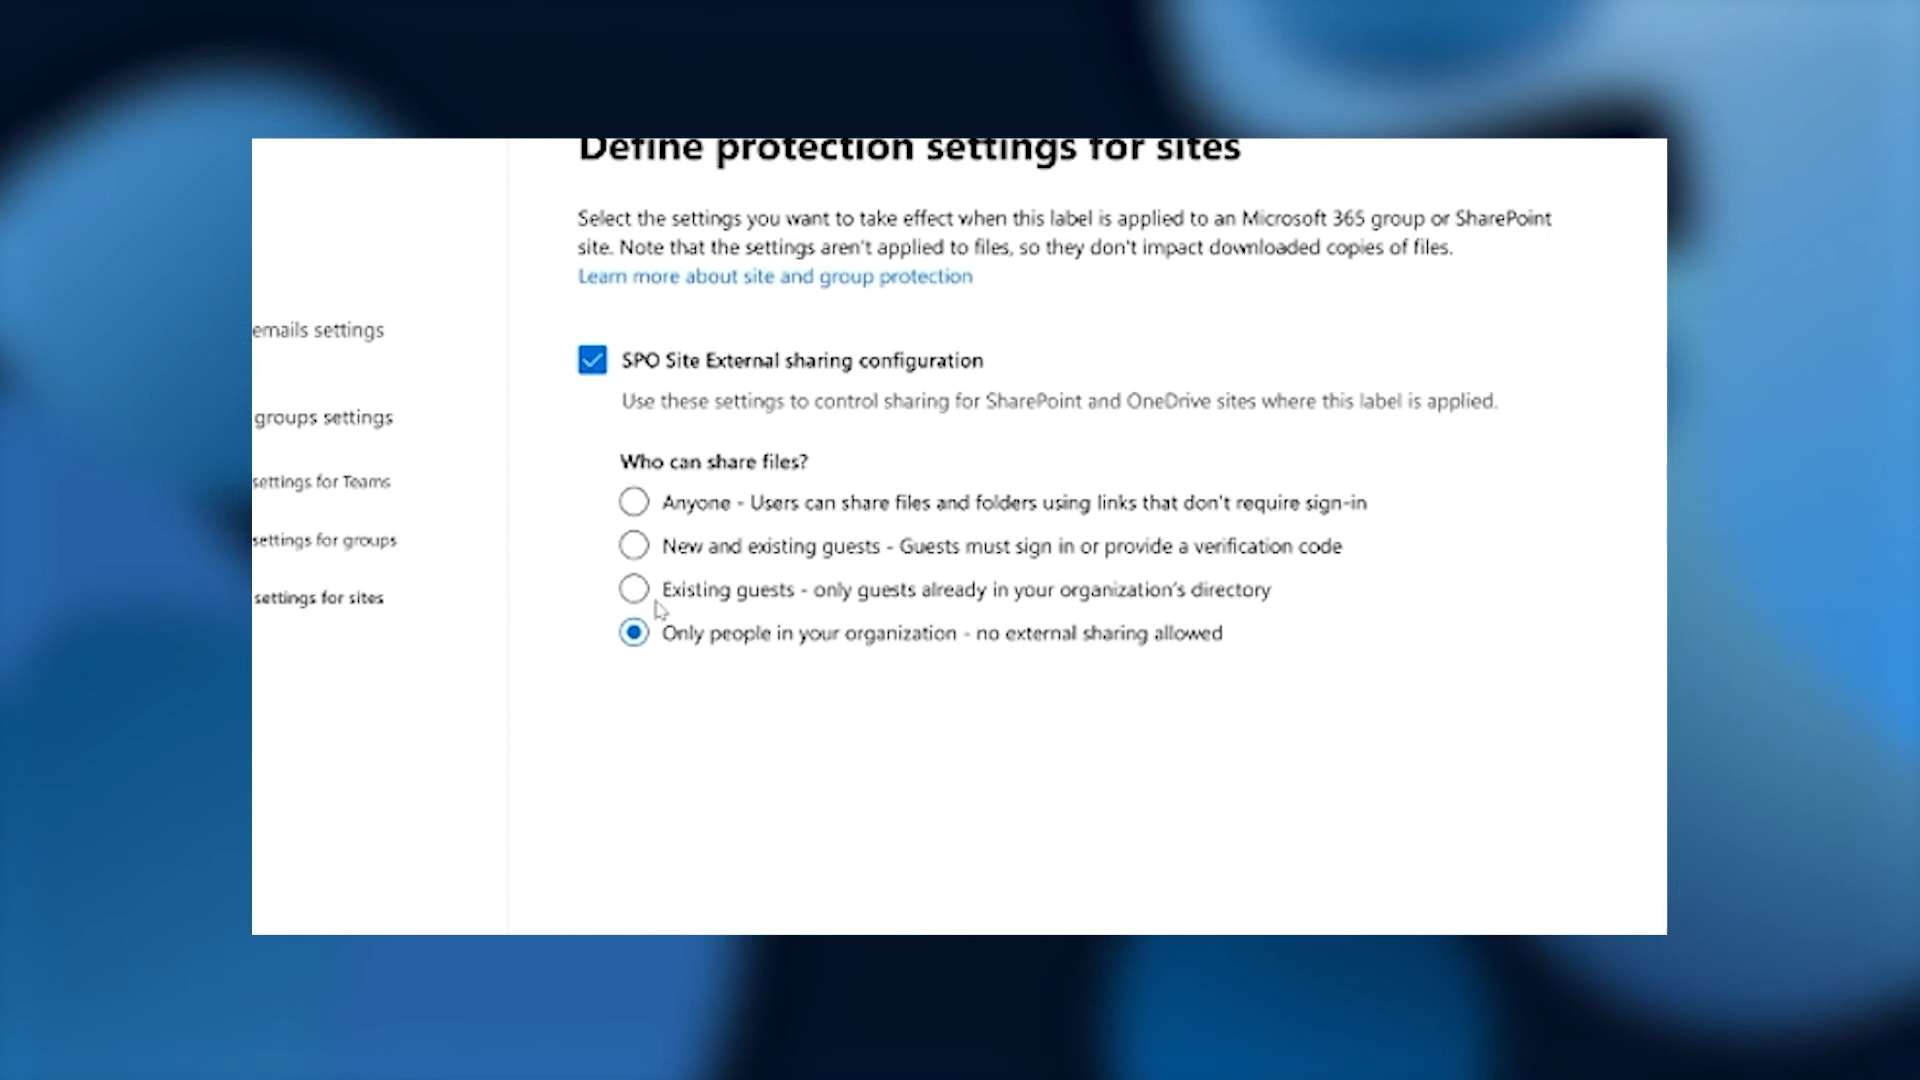 Define protection settings for sites
Select the settings you want to take effect when this label is applied to an Microsoft 365 group or SharePoint
site. Note that the settings aren't applied to files, so they don't impact downloaded copies of files.
Learn more about site and group protection
emails settings
groups settings
settings for Teams
settings for groups
settings for sites
SPO Site External sharing configuration
Use these settings to control sharing for SharePoint and OneDrive sites where this label is applied.
Who can share files?
Anyone - Users can share files and folders using links that don't require sign-in
New and existing guests - Guests must sign in or provide a verification code
Existing guests - only guests already in your organization's directory
Only people in your organization - no external sharing allowed